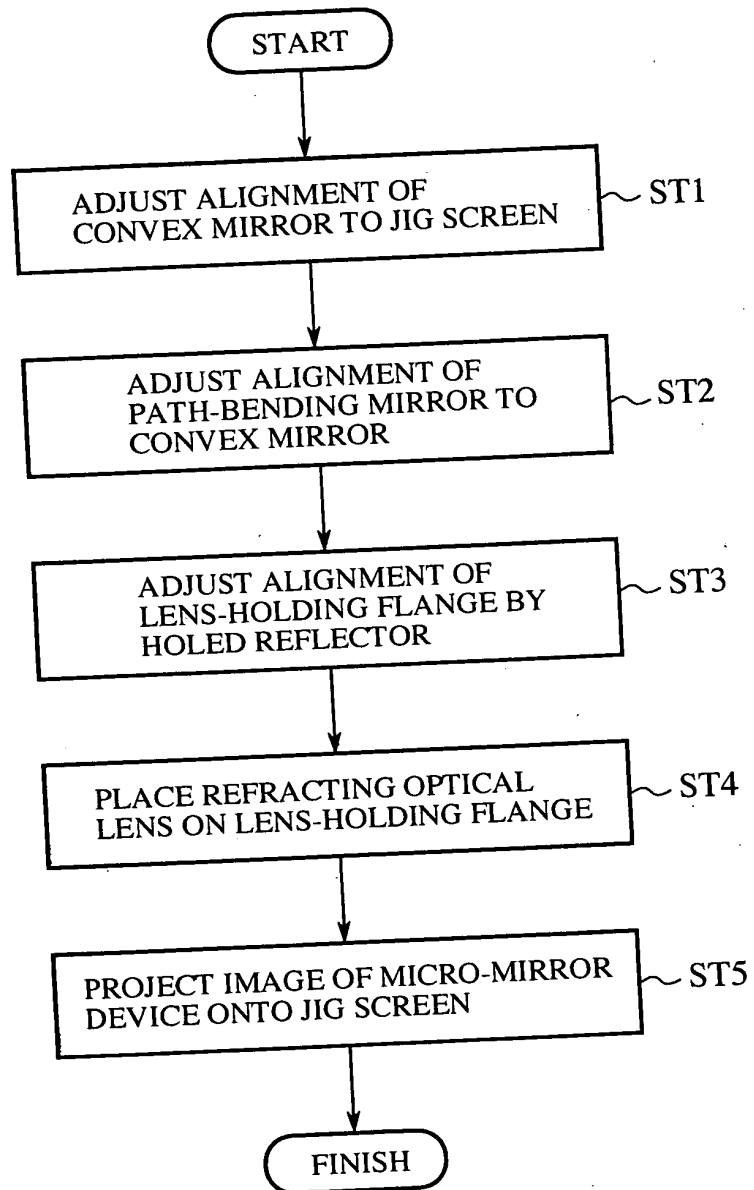 START
ADJUST ALIGNMENT OF
CONVEX MIRROR TO JIG SCREEN
ST1
ADJUST ALIGNMENT OF
PATH-BENDING MIRROR TO
CONVEX MIRROR
ST2
ADJUST ALIGNMENT OF
LENS-HOLDING FLANGE BY
HOLED REFLECTOR
ST3
PLACE REFRACTING OPTICAL
LENS ON LENS-HOLDING FLANGE
ST4
PROJECT IMAGE OF MICRO-MIRROR
DEVICE ONTO JIG SCREEN
ST5
FINISH